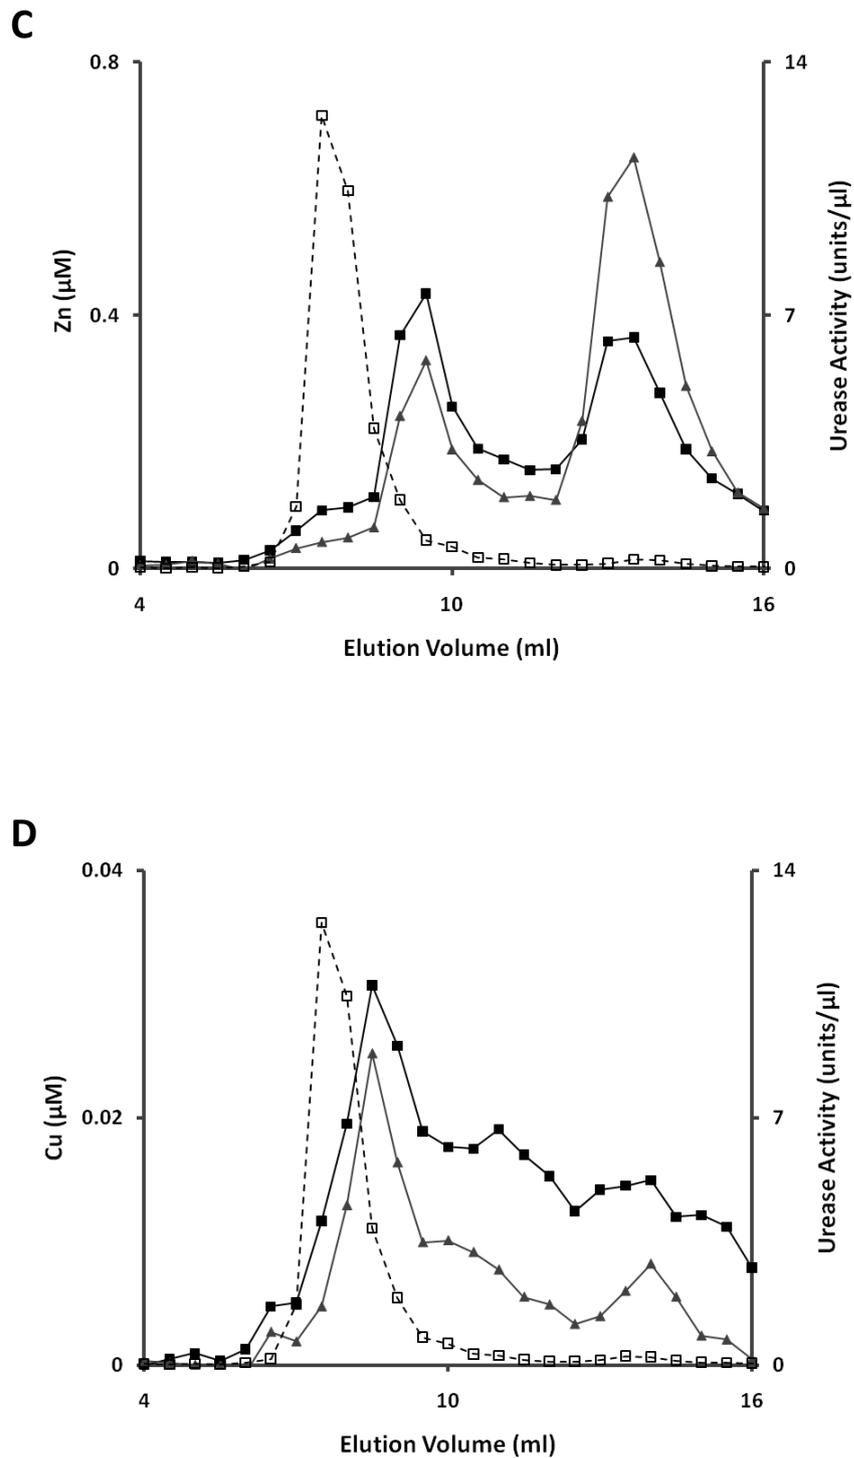 C
0.8
14
Zn (µM)
0.4
7
Urease Activity (units/µl)
0
0
4
10
16
Elution Volume (ml)
D
0.04
14
Cu (µM)
0.02
7
Urease Activity (units/µl)
0
0
4
10
16
Elution Volume (ml)